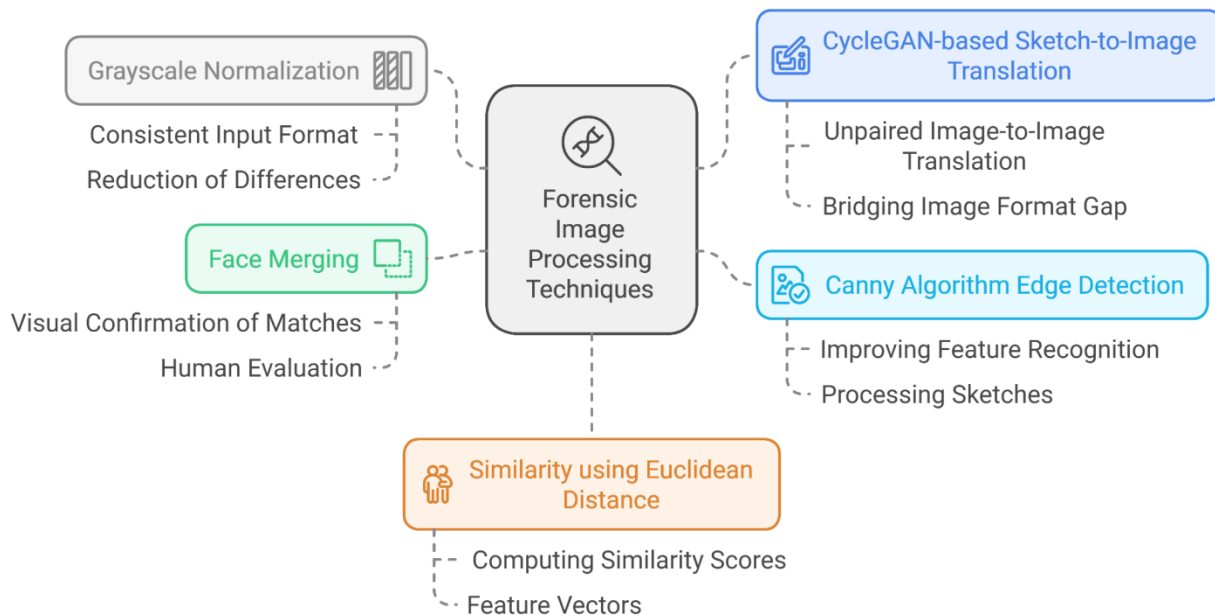 Grayscale Normalization
Consistent Input Format
Reduction of Differences
Face Merging
Visual Confirmation of Matches
Human Evaluation
Forensic
Image
Processing
Techniques
CycleGAN-based Sketch-to-Image
Translation
Unpaired Image-to-Image
Translation
Bridging Image Format Gap
Canny Algorithm Edge Detection
Improving Feature Recognition
Processing Sketches
Similarity using Euclidean
Distance
Computing Similarity Scores
Feature Vectors